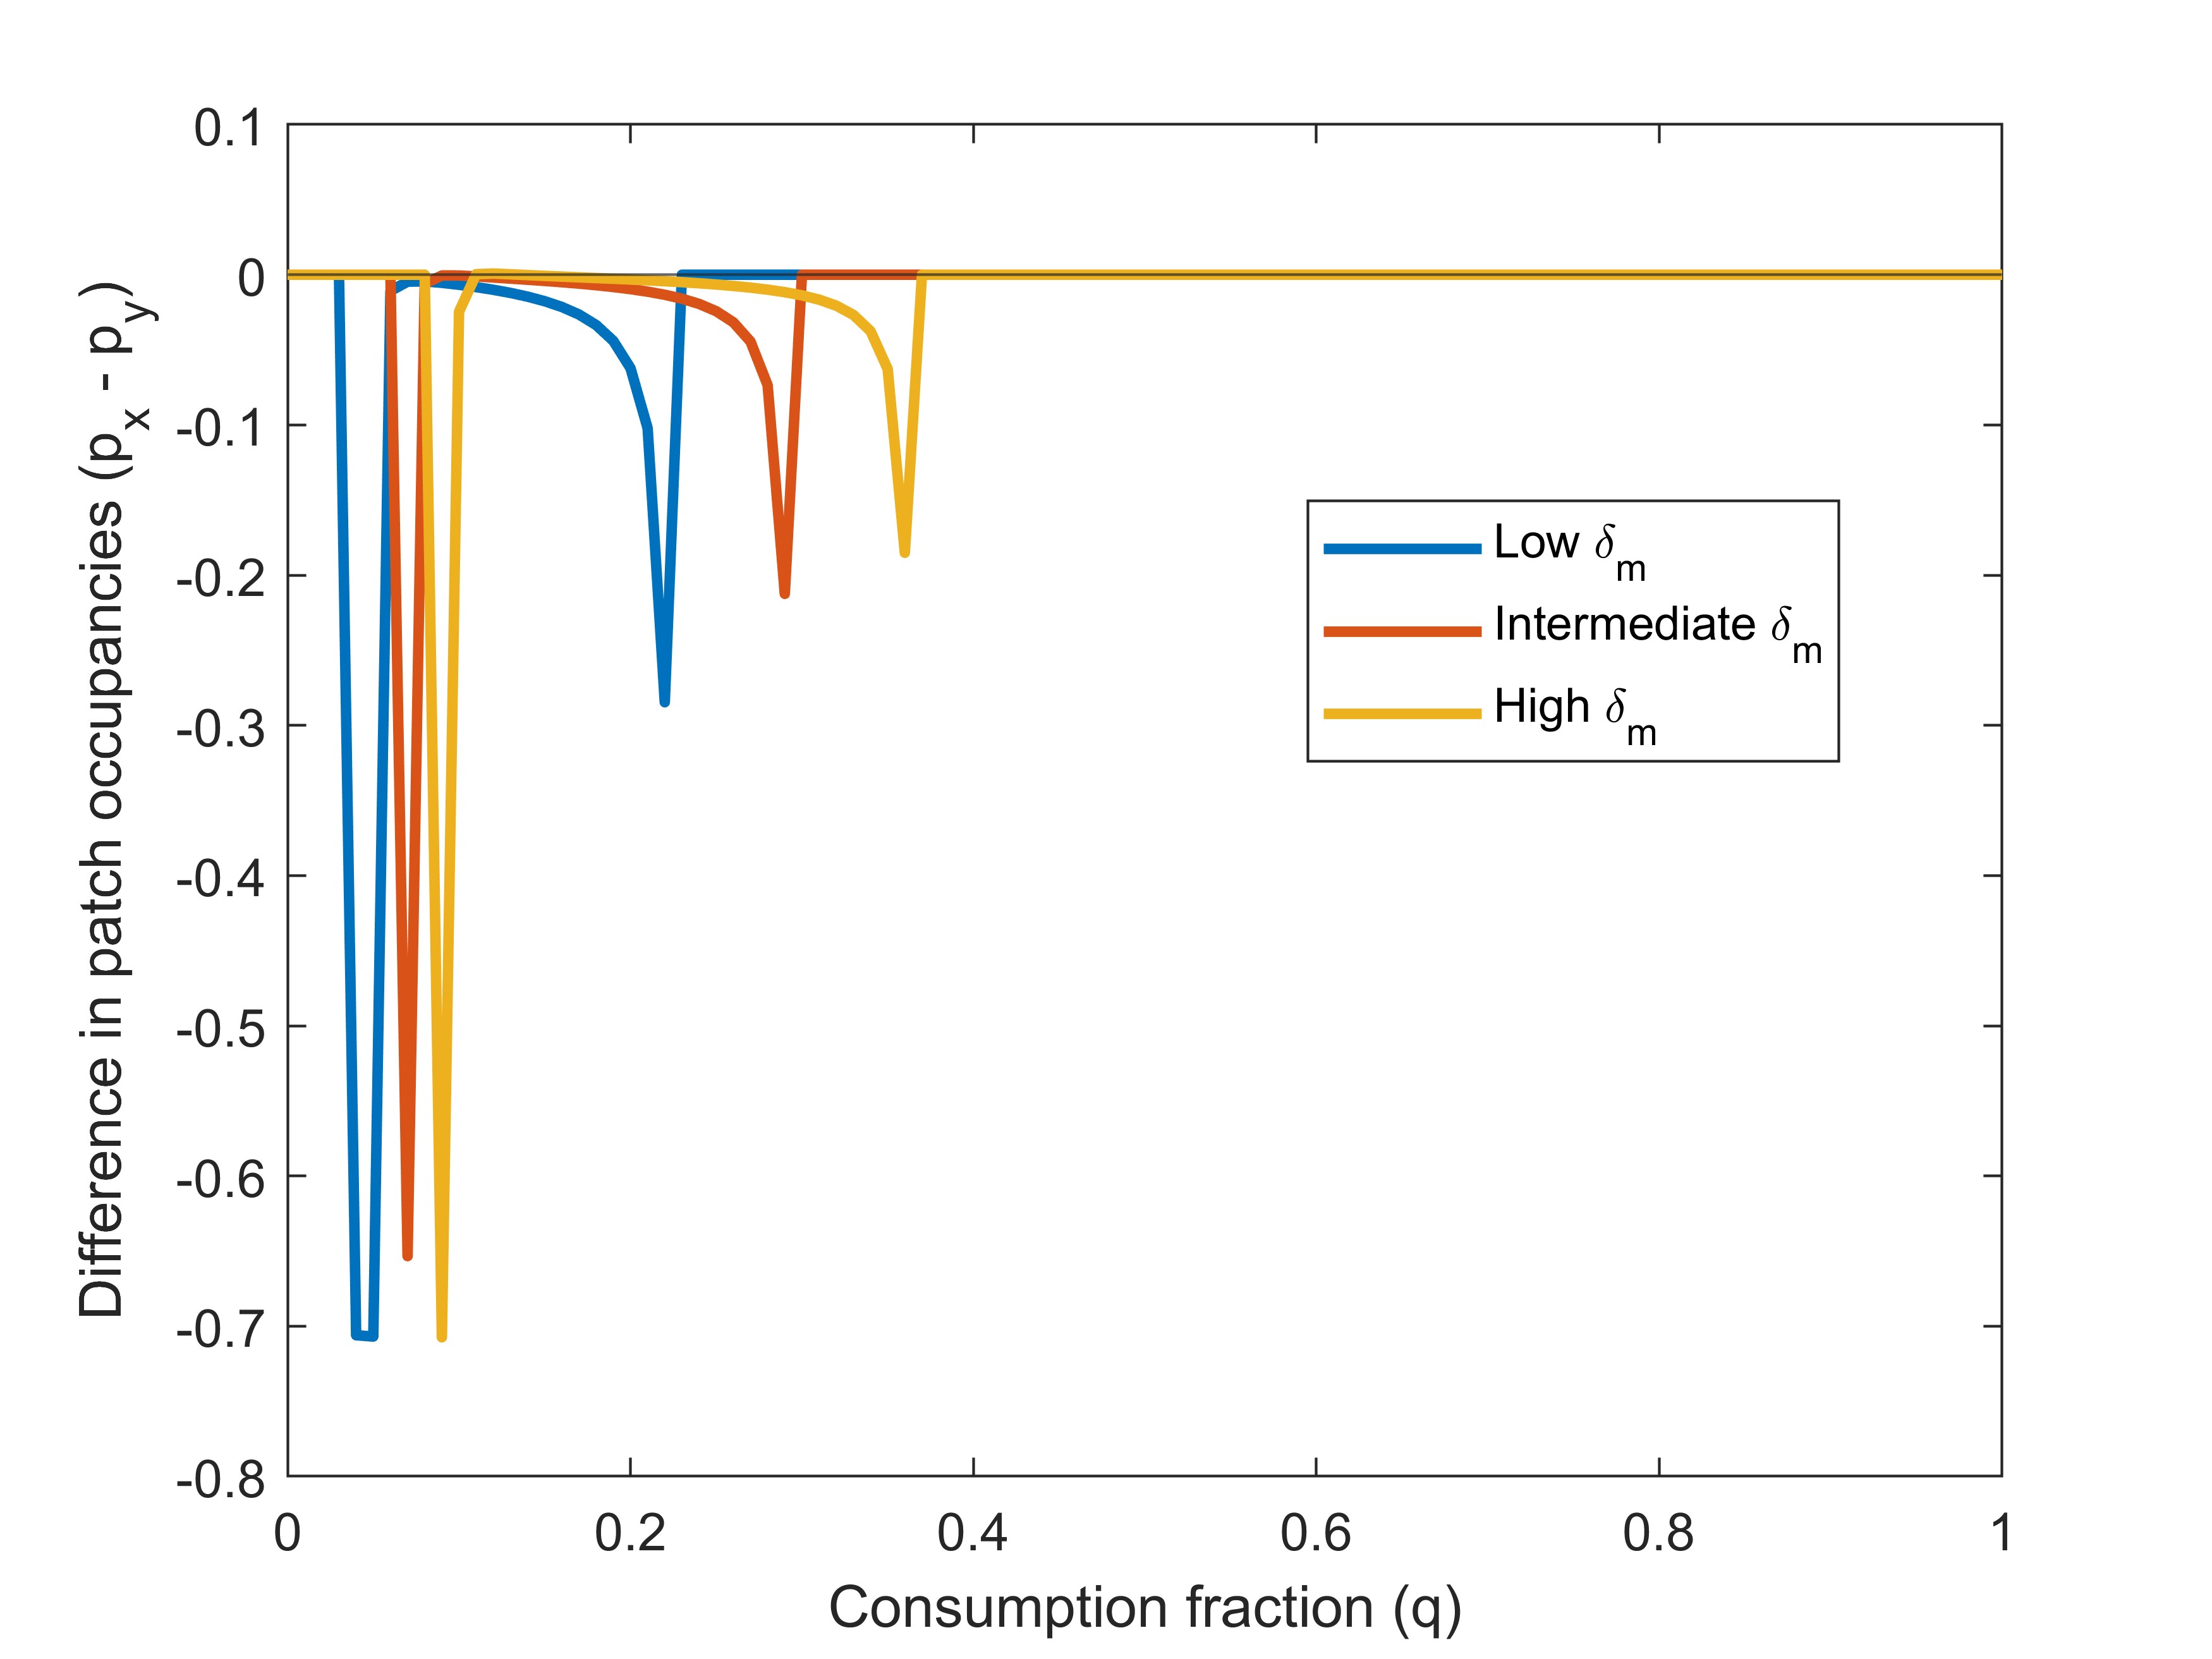 0.1
0
-0.1
-0.2
-0.3
-0.4
-0.5
-0.6
-0.7
-0.8
Difference in patch occupancies (px - py)
Low δm
Intermediate δm
High δm
0 0.2 0.4 0.6 0.8 1
Consumption fraction (q)